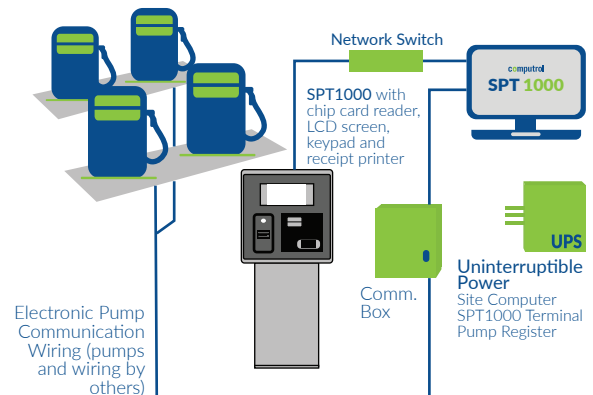 Network Switch
computrol
SPT 1000
SPT1000 with
chip card reader,
LCD screen,
keypad and
receipt printer
UPS
Uninterruptible
Power
Site Computer
SPT1000 Terminal
Pump Register
Comm.
Box
Electronic Pump
Communication
Wiring (pumps
and wiring by
others)